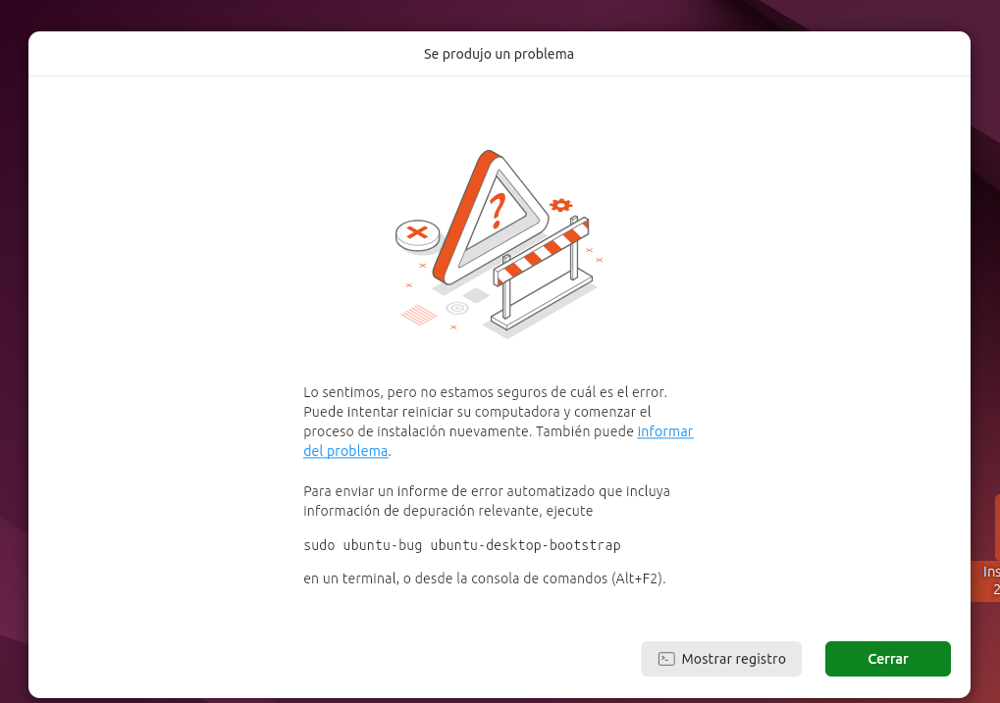 Se produjo un problema
?
Lo sentimos, pero no estamos seguros de cuál es el error.
Puede intentar reiniciar su computadora y comenzar el
proceso de instalación nuevamente. También puede informar
del problema.
Para enviar un informe de error automatizado que incluya
información de depuración relevante, ejecute
sudo ubuntu-bug ubuntu-desktop-bootstrap
en un terminal, o desde la consola de comandos (Alt+F2).
Ins
2
Mostrar registro
Cerrar